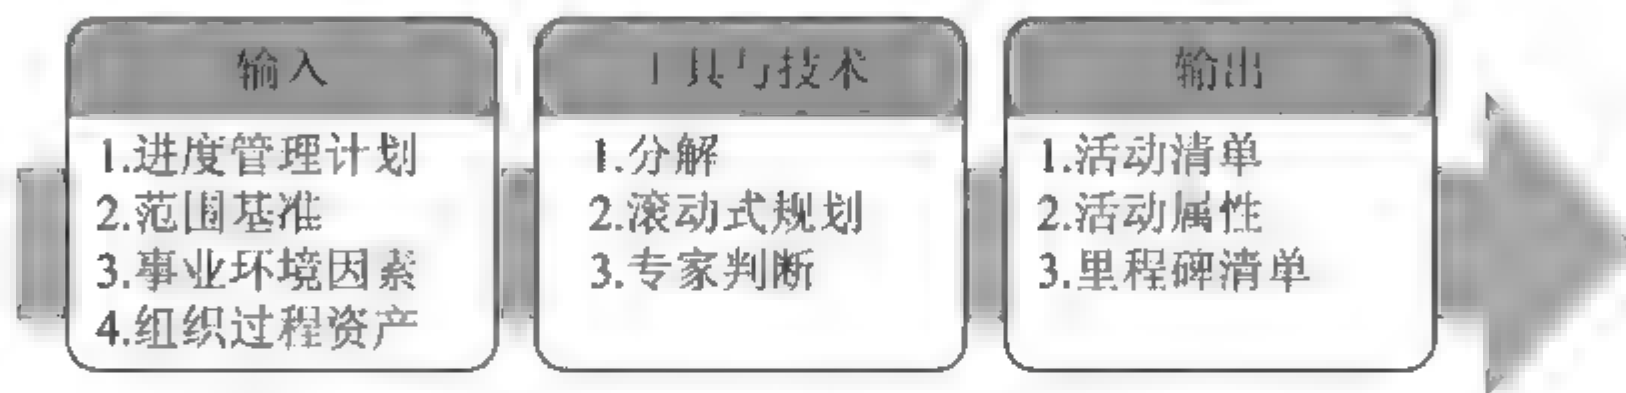 输入
1.进度管理计划
2.范围基准
3.事业环境因素
4.组织过程资产
工具与技术
1.分解
2.滚动式规划
3.专家判断
输出
1.活动清单
2.活动属性
3.里程碑清单